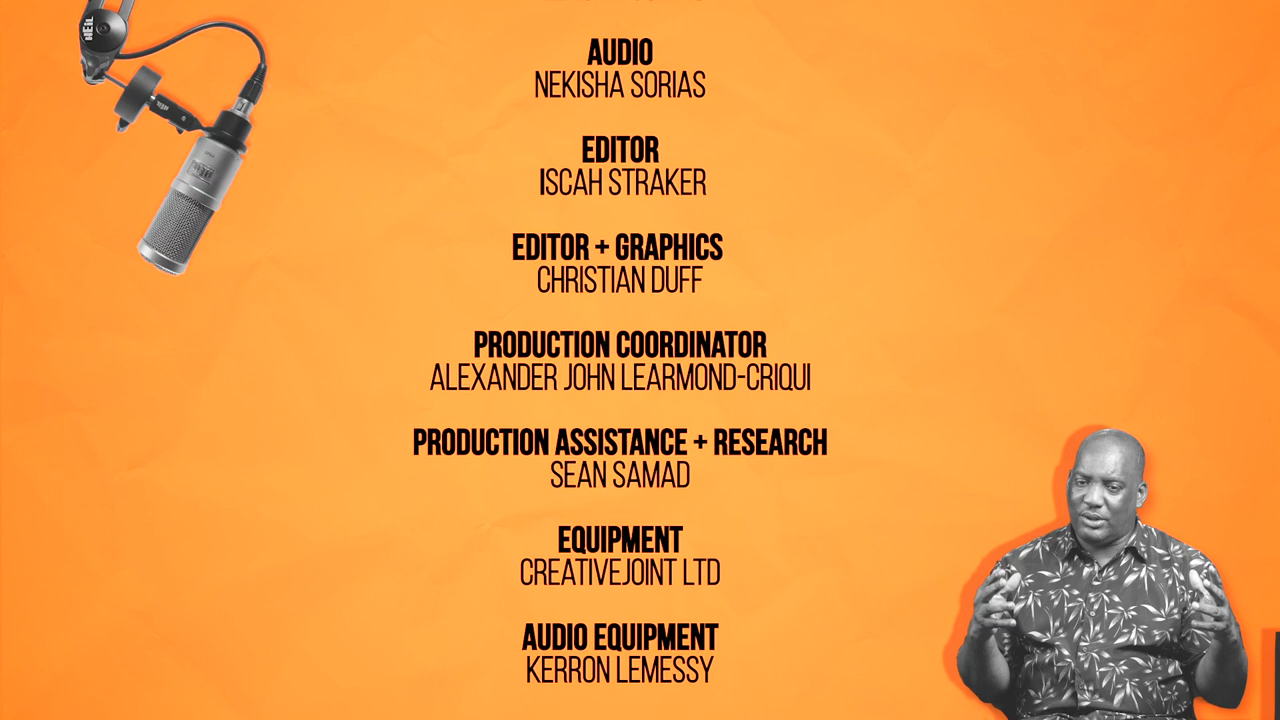 HEiL
AUDIO
NEKISHA SORIAS
EDITOR
ISCAH STRAKER
EDITOR + GRAPHICS
CHRISTIAN DUFF
PRODUCTION COORDINATOR
ALEXANDER JOHN LEARMOND-CRIQUI
PRODUCTION ASSISTANCE + RESEARCH
SEAN SAMAD
EQUIPMENT
CREATIVEJOINT LTD
AUDIO EQUIPMENT
KERRON LEMESSY